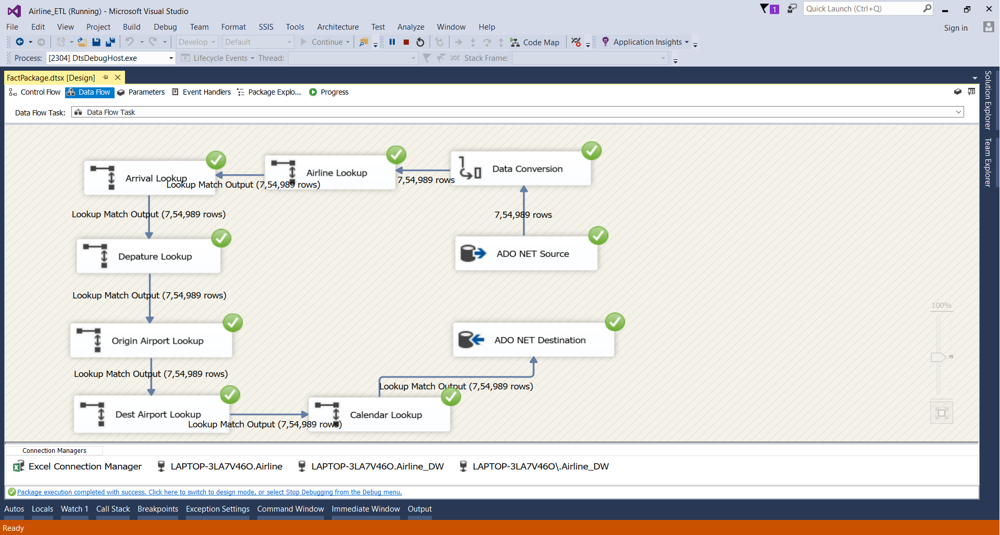 Airline_ETL (Running) - Microsoft Visual Studio
1
Quick Launch (Ctrl+Q)
File Edit View Project Build Debug Team Format SSIS Tools Architecture Test Analyze Window Help
Sign in
Develop Default Continue Code Map Application Insights
Process: [2304] DtsDebugHost.exe Lifecycle Events Thread: Stack Frame:
FactPackage.dtsx [Design]
Control Flow Data Flow Parameters Event Handlers Package Explo... Progress
Data Flow Task: Data Flow Task
Solution Explorer
Team Explorer
Arrival Lookup
Airline Lookup
Data Conversion
Lookup Match Output (7,54,989 rows)
7,54,989 rows
Lookup Match Output (7,54,989 rows)
7,54,989 rows
Depature Lookup
ADO NET Source
Lookup Match Output (7,54,989 rows)
100%
Origin Airport Lookup
ADO NET Destination
Lookup Match Output (7,54,989 rows)
Lookup Match Output (7,54,989 rows)
Dest Airport Lookup
Calendar Lookup
Lookup Match Output (7,54,989 rows)
Connection Managers
Excel Connection Manager LAPTOP-3LA7V46O.Airline LAPTOP-3LA7V46O.Airline_DW LAPTOP-3LA7V46O\.Airline_DW
Package execution completed with success. Click here to switch to design mode, or select Stop Debugging from the Debug menu.
Autos Locals Watch 1 Call Stack Breakpoints Exception Settings Command Window Immediate Window Output
Ready